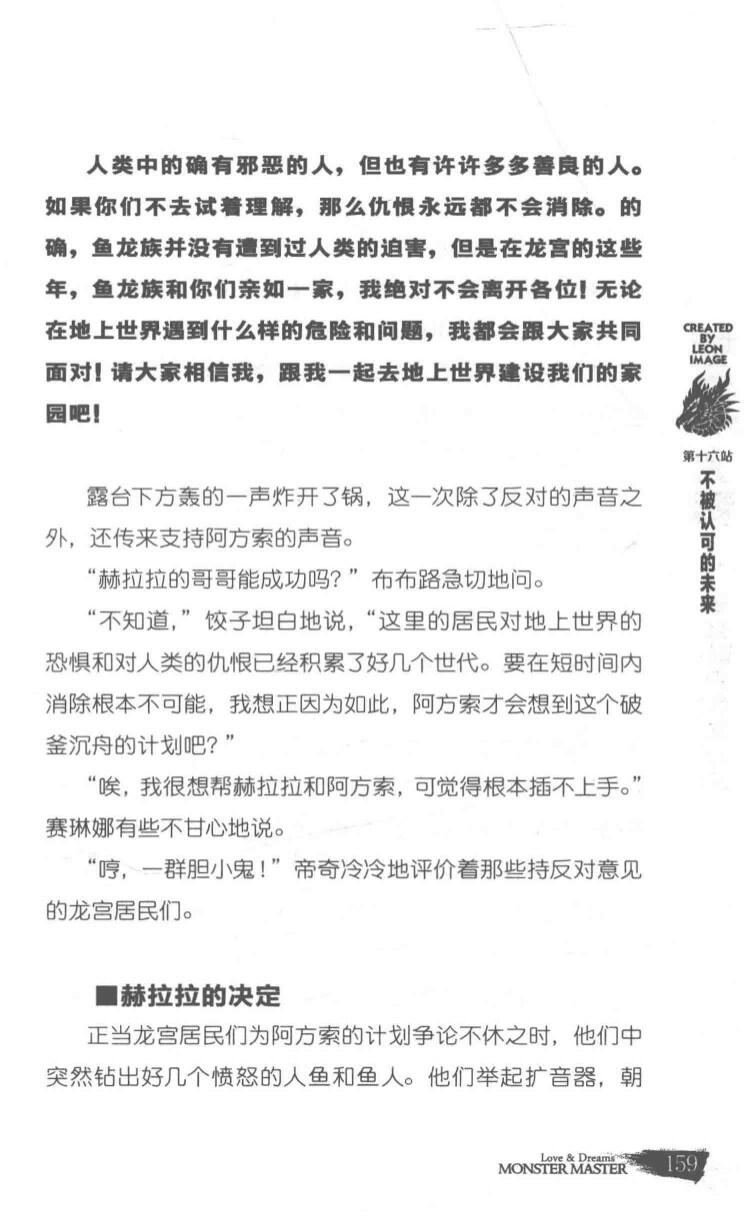 人类中的确有邪恶的人，但也有许许多多善良的人。
如果你们不去试着理解，那么仇恨永远都不会消除。的
确，鱼龙族并没有遭到过人类的迫害，但是在龙宫的这些
年，鱼龙族和你们亲如一家，我绝对不会离开各位！无论
在地上世界遇到什么样的危险和问题，我都会跟大家共同
面对！请大家相信我，跟我一起去地上世界建设我们的家
园吧！
露台下方轰的一声炸开了锅，这一次除了反对的声音之
外，还传来支持阿方索的声音。
“赫拉拉的哥哥能成功吗？”布布路急切地问。
“不知道，”饺子坦白地说，“这里的居民对地上世界的
恐惧和对人类的仇恨已经积累了好几个世代。要在短时间内
消除根本不可能，我想正因为如此，阿方索才会想到这个破
釜沉舟的计划吧？”
“唉，我很想帮赫拉拉和阿方索，可觉得根本插不上手。”
赛琳娜有些不甘心地说。
“哼，一群胆小鬼！”帝奇冷冷地评价着那些持反对意见
的龙宫居民们。
■赫拉拉的决定
正当龙宫居民们为阿方索的计划争论不休之时，他们中
突然钻出好几个愤怒的人鱼和鱼人。他们举起扩音器，朝
CREATED
BY
LEON
IMAGE
第十六站
不被认可的未来
Love & Dreams
MONSTER MASTER
159